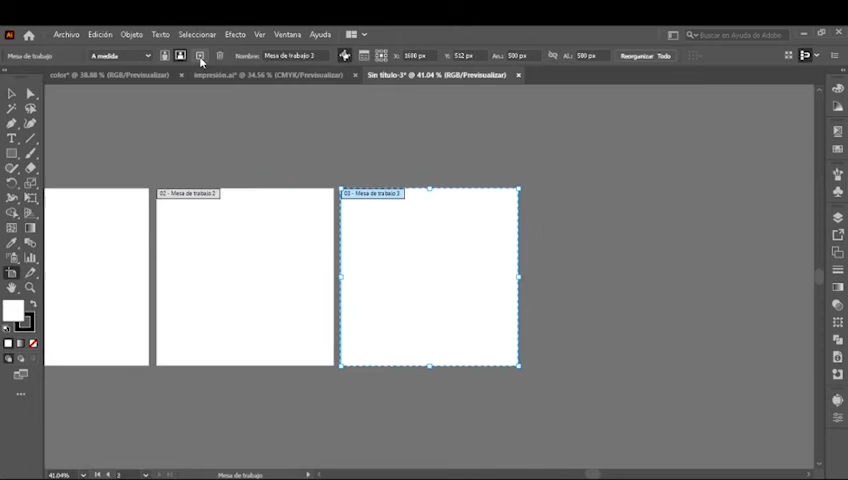 Ai Archivo Edición Objeto Texto Seleccionar Efecto Ver Ventana Ayuda Buscar en Ayuda de Adobe
Mesa de trabajo A medida Nombre: Mesa de trabajo 3 X: 1600 px Y: 512 px An.: 500 px AL: 500 px Reorganizar Todo
color* @ 38.88 % (RGB/Previsualizar) × impresión.ai* @ 34.56 % (CMYK/Previsualizar) × Sin título-3* @ 41.04 % (RGB/Previsualizar) ×
02 - Mesa de trabajo 2
03 - Mesa de trabajo 3
41.04% 3 Mesa de trabajo